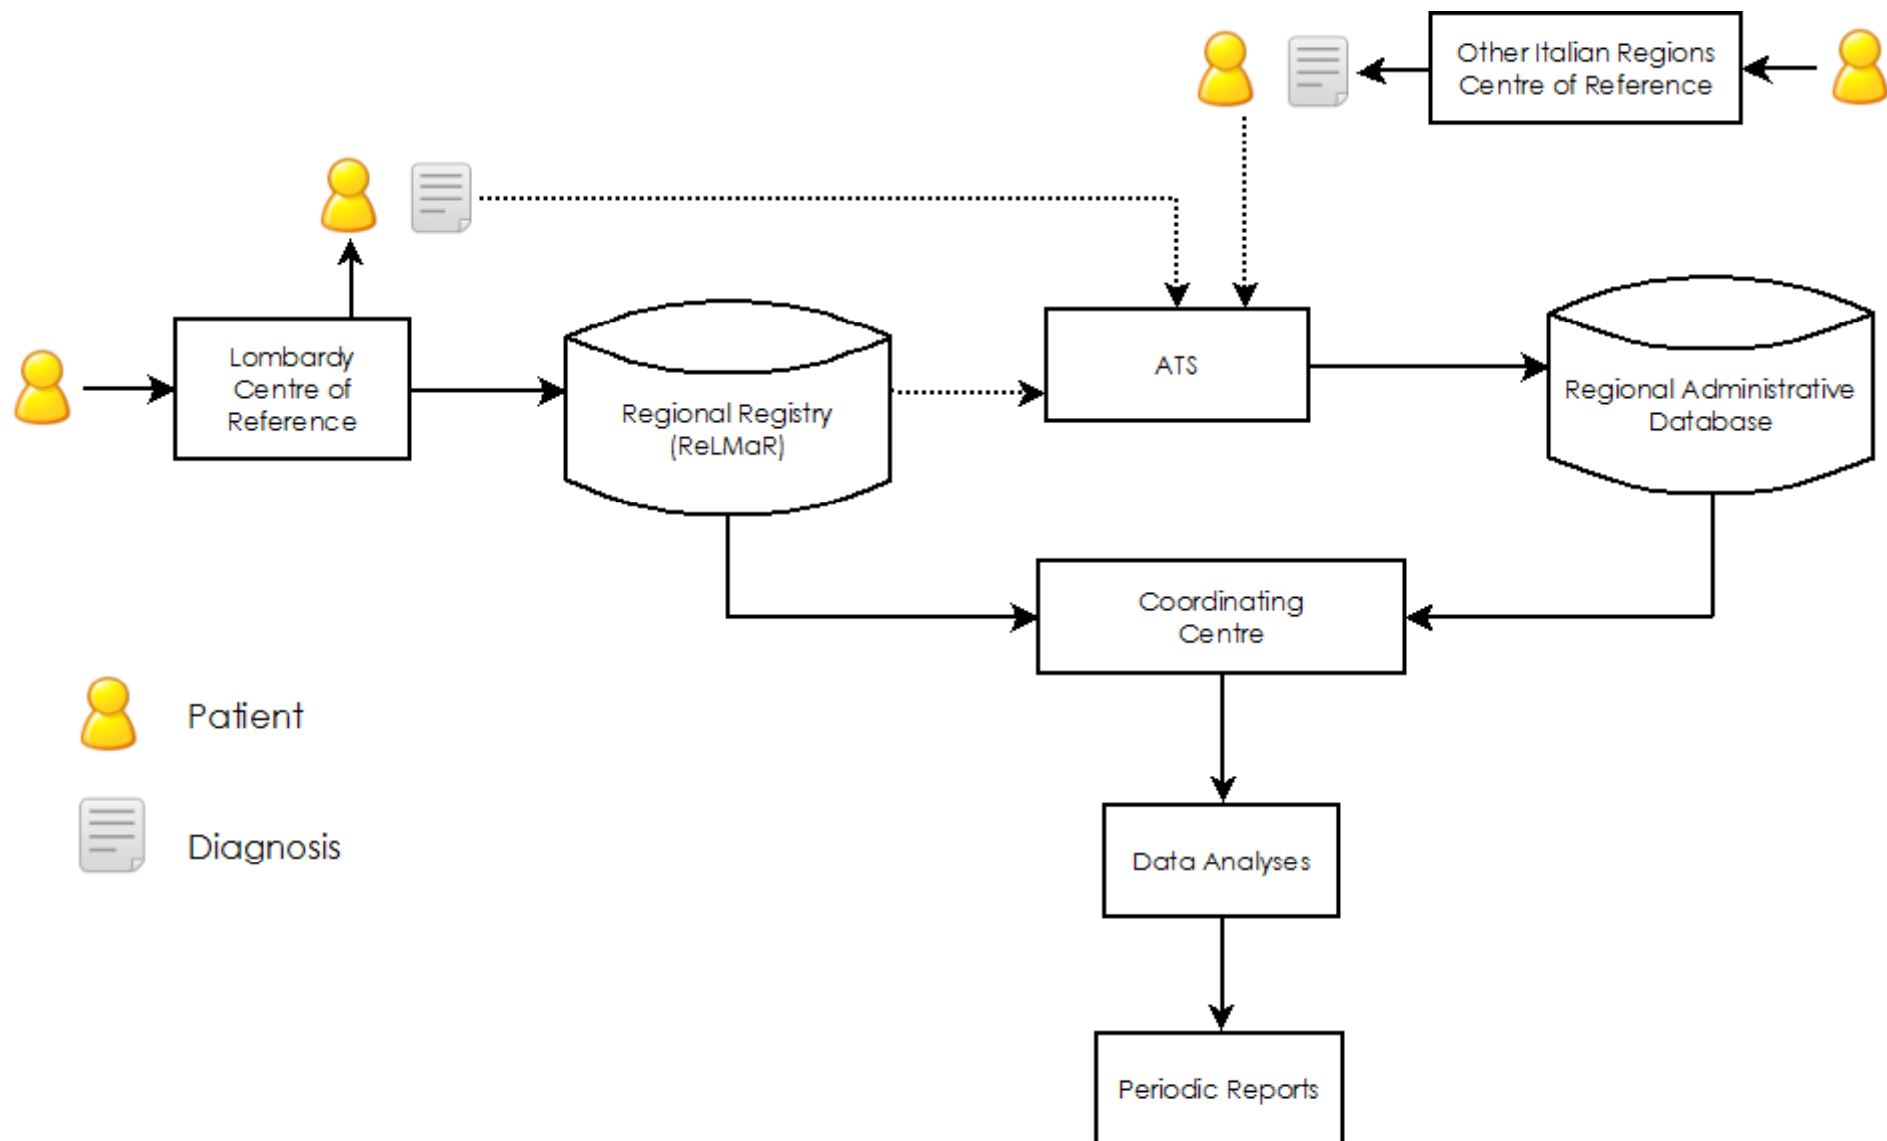 Other Italian Regions
Centre of Reference
Lombardy
Centre of
Reference
Regional Registry
(ReLMaR)
ATS
Regional Administrative
Database
Coordinating
Centre
Patient
Diagnosis
Data Analyses
Periodic Reports